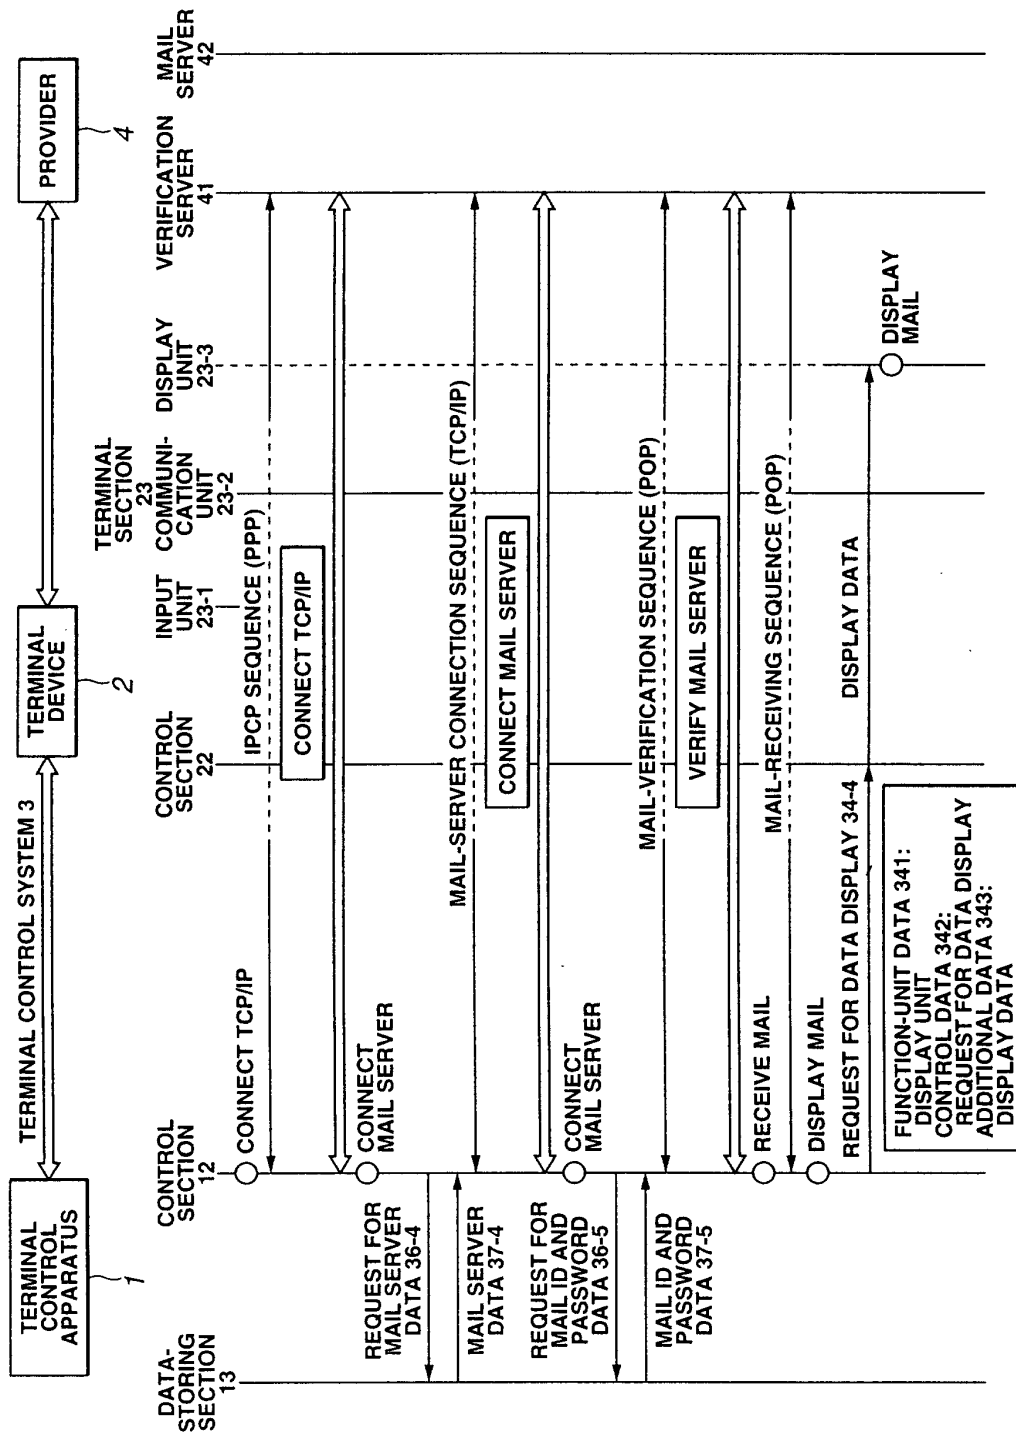 TERMINAL
CONTROL
APPARATUS
1
TERMINAL CONTROL SYSTEM 3
TERMINAL
DEVICE
2
PROVIDER
4
DATA-
STORING
SECTION
13
CONTROL
SECTION
12
CONTROL
SECTION
22
TERMINAL
SECTION
23
INPUT
UNIT
23-1
COMMUNI-
CATION
UNIT
23-2
DISPLAY
UNIT
23-3
VERIFICATION
SERVER
41
MAIL
SERVER
42
CONNECT TCP/IP
IPCP SEQUENCE (PPP)
CONNECT TCP/IP
CONNECT
MAIL SERVER
REQUEST FOR
MAIL SERVER
DATA 36-4
MAIL SERVER
DATA 37-4
MAIL-SERVER CONNECTION SEQUENCE (TCP/IP)
CONNECT MAIL SERVER
CONNECT
MAIL SERVER
REQUEST FOR
MAIL ID AND
PASSWORD
DATA 36-5
MAIL ID AND
PASSWORD
DATA 37-5
MAIL-VERIFICATION SEQUENCE (POP)
VERIFY MAIL SERVER
RECEIVE MAIL
MAIL-RECEIVING SEQUENCE (POP)
DISPLAY MAIL
REQUEST FOR DATA DISPLAY 34-4
DISPLAY DATA
DISPLAY
MAIL
FUNCTION-UNIT DATA 341:
DISPLAY UNIT
CONTROL DATA 342:
REQUEST FOR DATA DISPLAY
ADDITIONAL DATA 343:
DISPLAY DATA